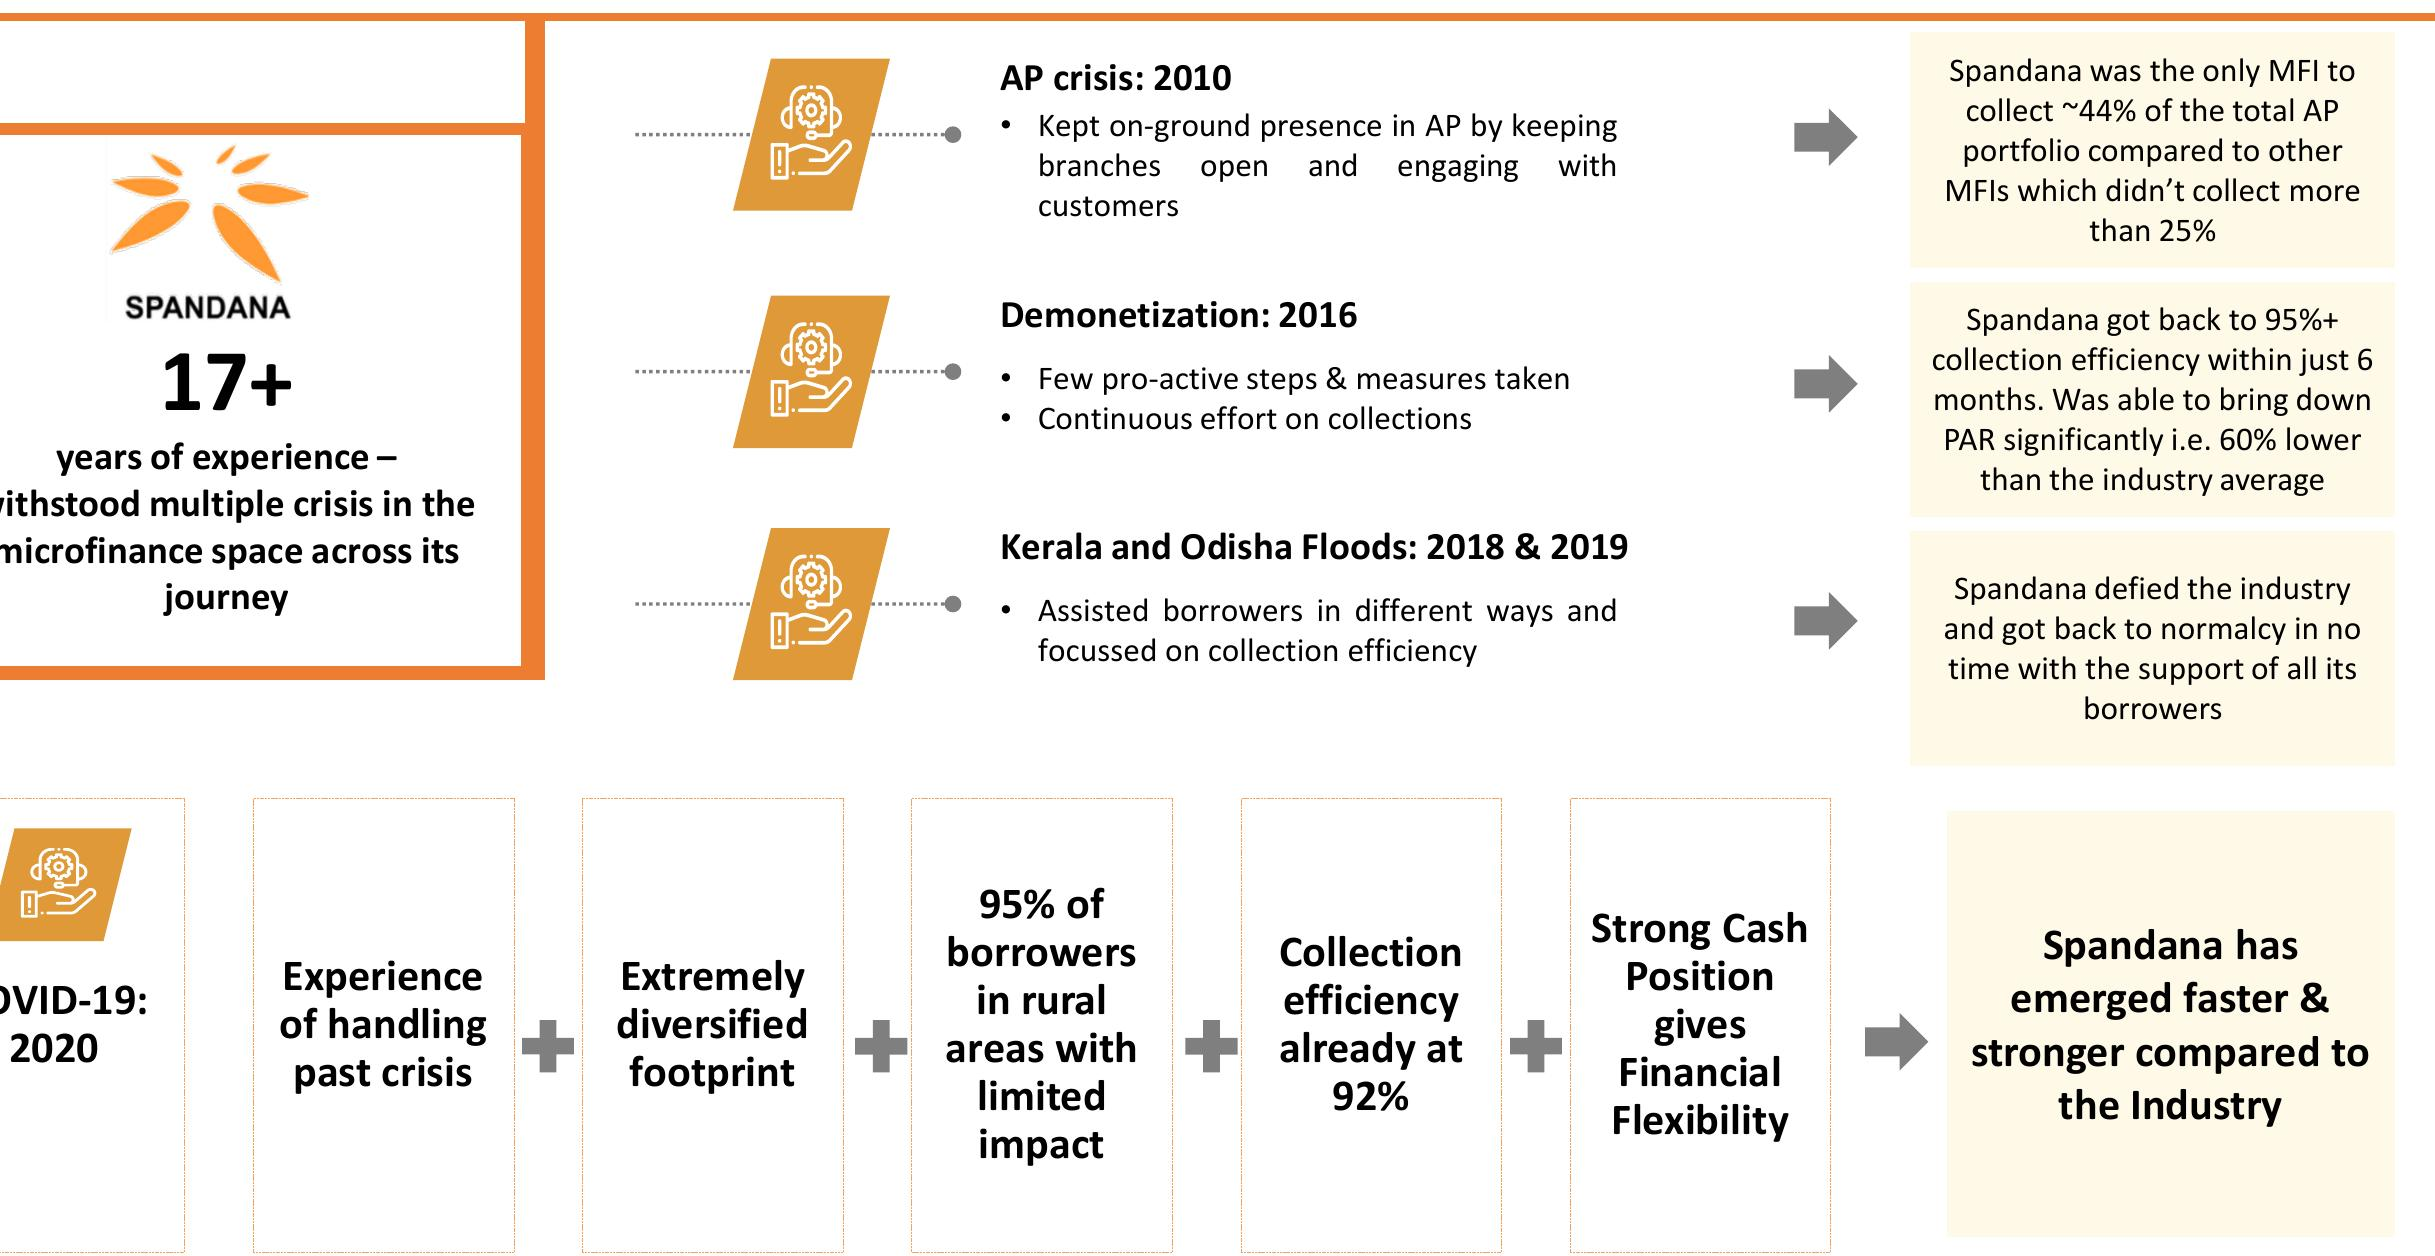 SPANDANA
17+
years of experience –
ithstood multiple crisis in the
microfinance space across its
journey
AP crisis: 2010
• Kept on-ground presence in AP by keeping
branches open and engaging with
customers
Spandana was the only MFI to
collect ~44% of the total AP
portfolio compared to other
MFIs which didn’t collect more
than 25%
Demonetization: 2016
• Few pro-active steps & measures taken
• Continuous effort on collections
Spandana got back to 95%+
collection efficiency within just 6
months. Was able to bring down
PAR significantly i.e. 60% lower
than the industry average
Kerala and Odisha Floods: 2018 & 2019
• Assisted borrowers in different ways and
focussed on collection efficiency
Spandana defied the industry
and got back to normalcy in no
time with the support of all its
borrowers
OVID-19:
2020
Experience
of handling
past crisis
Extremely
diversified
footprint
95% of
borrowers
in rural
areas with
limited
impact
Collection
efficiency
already at
92%
Strong Cash
Position
gives
Financial
Flexibility
Spandana has
emerged faster &
stronger compared to
the Industry